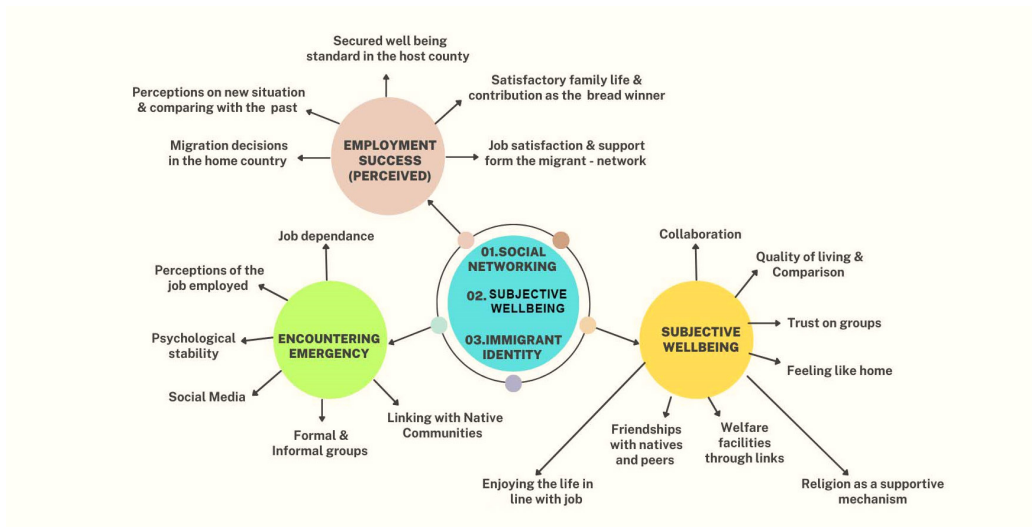 Secured well being
standard in the host county
Perceptions on new situation
& comparing with the past
Satisfactory family life &
contribution as the bread winner
Migration decisions
in the home country
EMPLOYMENT
SUCCESS
(PERCEIVED)
Job satisfaction & support
form the migrant - network
01.SOCIAL
NETWORKING
02. SUBJECTIVE
WELLBEING
03.IMMIGRANT
IDENTITY
Job dependance
Perceptions of the
job employed
Psychological
stability
ENCOUNTERING
EMERGENCY
Social Media
Formal &
Informal groups
Linking with Native
Communities
Collaboration
Quality of living &
Comparison
SUBJECTIVE
WELLBEING
Trust on groups
Feeling like home
Friendships
with natives
and peers
Welfare
facilities
through links
Enjoying the life in
line with job
Religion as a supportive
mechanism